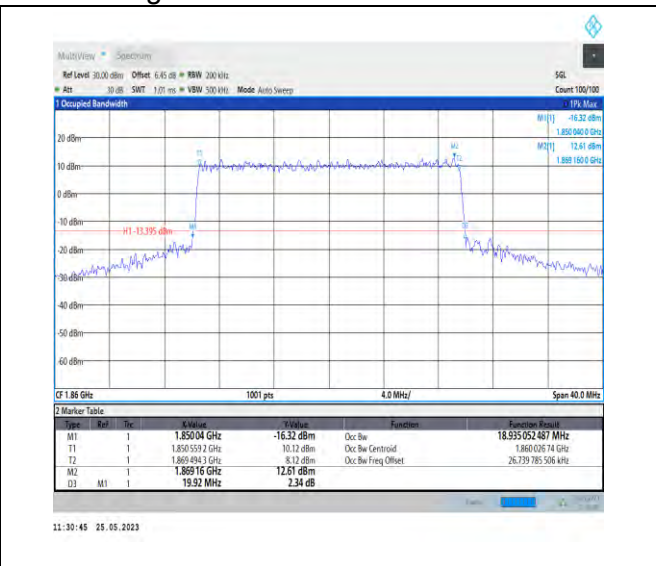 MultiView Spectrum
Ref Level 30.00 dBm Offset 6.45 dB RBW 200 kHz SGL
Att 30 dB SWT 1.01 ms VBW 500 kHz Mode Auto Sweep Count 100/100
1 Occupied Bandwidth 1Pk Max
M1[1] -16.32 dBm
1.850 040 0 GHz
M2[1] 12.61 dBm
1.869 160 0 GHz
20 dBm
T1
M2
T2
10 dBm
0 dBm
-10 dBm
H1 -13.395 dBm
-20 dBm
-30 dBm
-40 dBm
-50 dBm
-60 dBm
CF 1.86 GHz 1001 pts 4.0 MHz/ Span 40.0 MHz
2 Marker Table
Type Ref Trc X-Value Y-Value Function Function Result
M1 1 1.85004 GHz -16.32 dBm Occ Bw 18.935 052 487 MHz
T1 1 1.850 559 2 GHz 10.12 dBm Occ Bw Centroid 1.860 026 74 GHz
T2 1 1.869 494 3 GHz 8.12 dBm Occ Bw Freq Offset 26.739 785 506 kHz
M2 1 1.869 16 GHz 12.61 dBm
D3 M1 1 19.92 MHz 2.34 dB
11:30:45 25.05.2023